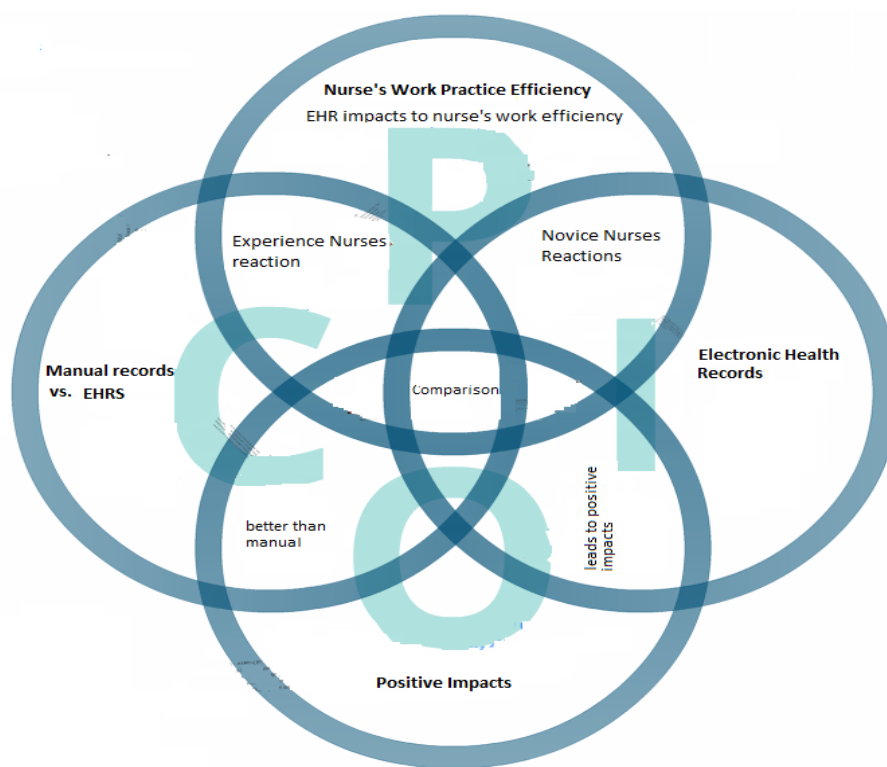 Nurse's Work Practice Efficiency
EHR impacts to nurse's work efficiency
P
Experience Nurses
reaction
Novice Nurses
Reactions
C
I
Manual records
vs. EHRS
Electronic Health
Records
Comparison
better than
manual
leads to positive
impacts
O
Positive Impacts